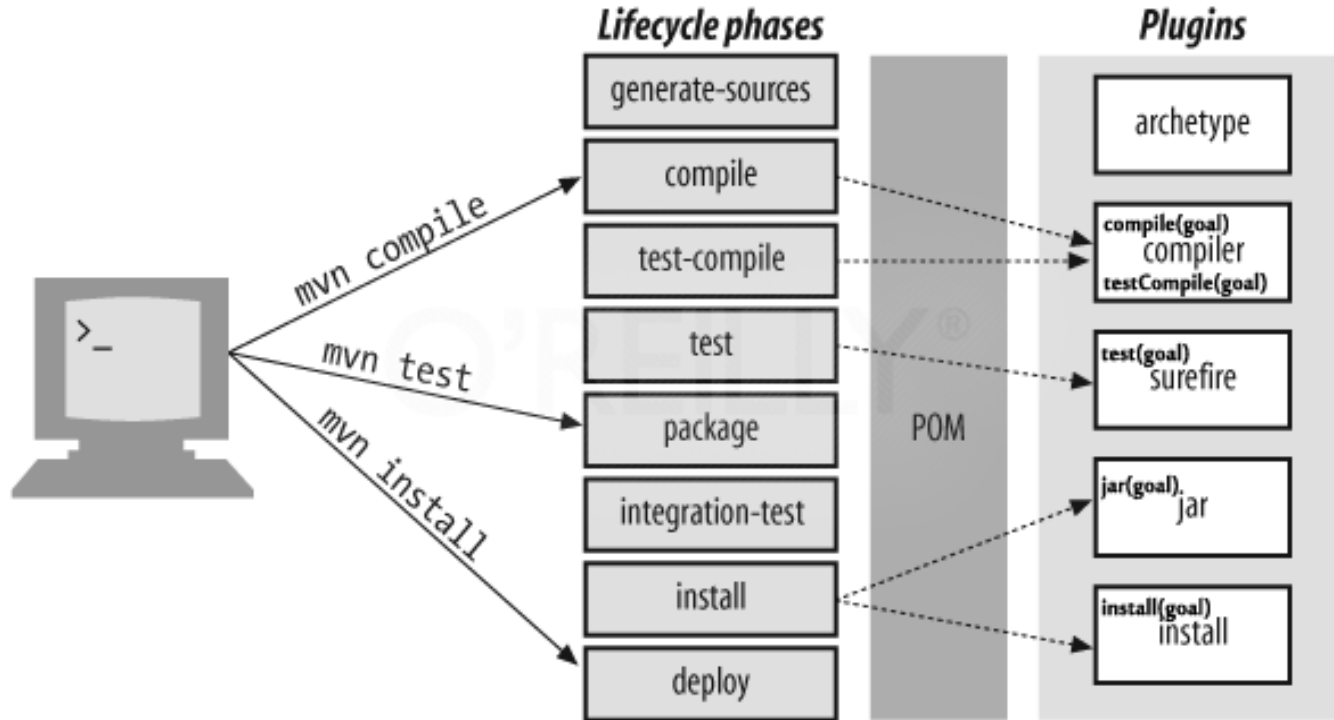 Lifecycle phases
Plugins
generate-sources
compile
test-compile
test
package
integration-test
install
deploy
mvn compile
mvn test
mvn install
>_
O'REILLY®
POM
archetype
compile(goal)
compiler
testCompile(goal)
test(goal)
surefire
jar(goal)
jar
install(goal)
install